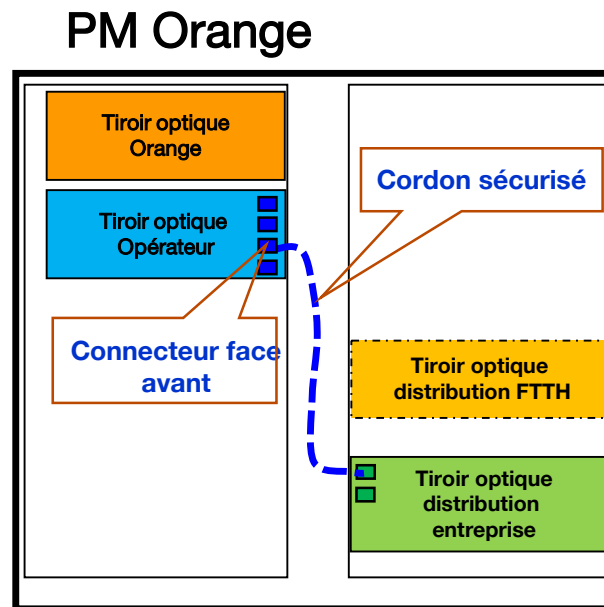 PM Orange
Tiroir optique
Orange
Tiroir optique
Opérateur
Cordon sécurisé
Connecteur face
avant
Tiroir optique
distribution FTTH
Tiroir optique
distribution
entreprise